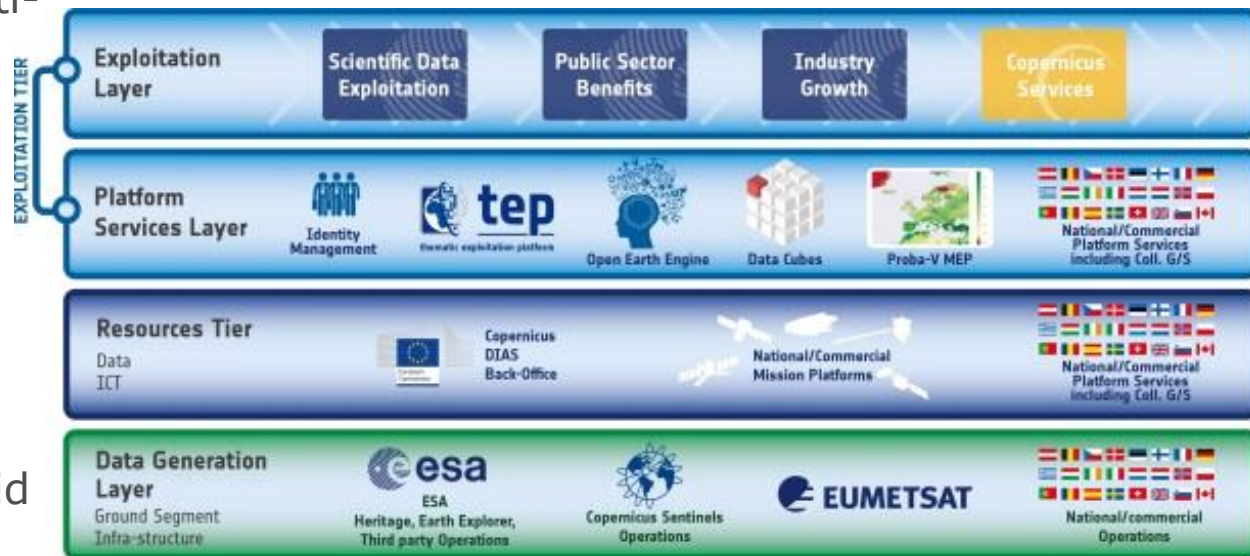 ti-
EXPLOITATION TIER
Exploitation
Layer
Scientific Data
Exploitation
Public Sector
Benefits
Industry
Growth
Copernicus
Services
Platform
Services Layer
Identity
Management
tep
thematic exploitation platform
Open Earth Engine
Data Cubes
Proba-V MEP
National/Commercial
Platform Services
including Coll. G/S
Resources Tier
Data
ICT
Copernicus
DIAS
Back-Office
National/Commercial
Mission Platforms
National/Commercial
Platform Services
including Coll. G/S
id
Data Generation
Layer
Ground Segment
Infra-structure
esa
ESA
Heritage, Earth Explorer,
Third party Operations
Copernicus Sentinels
Operations
EUMETSAT
National/commercial
Operations